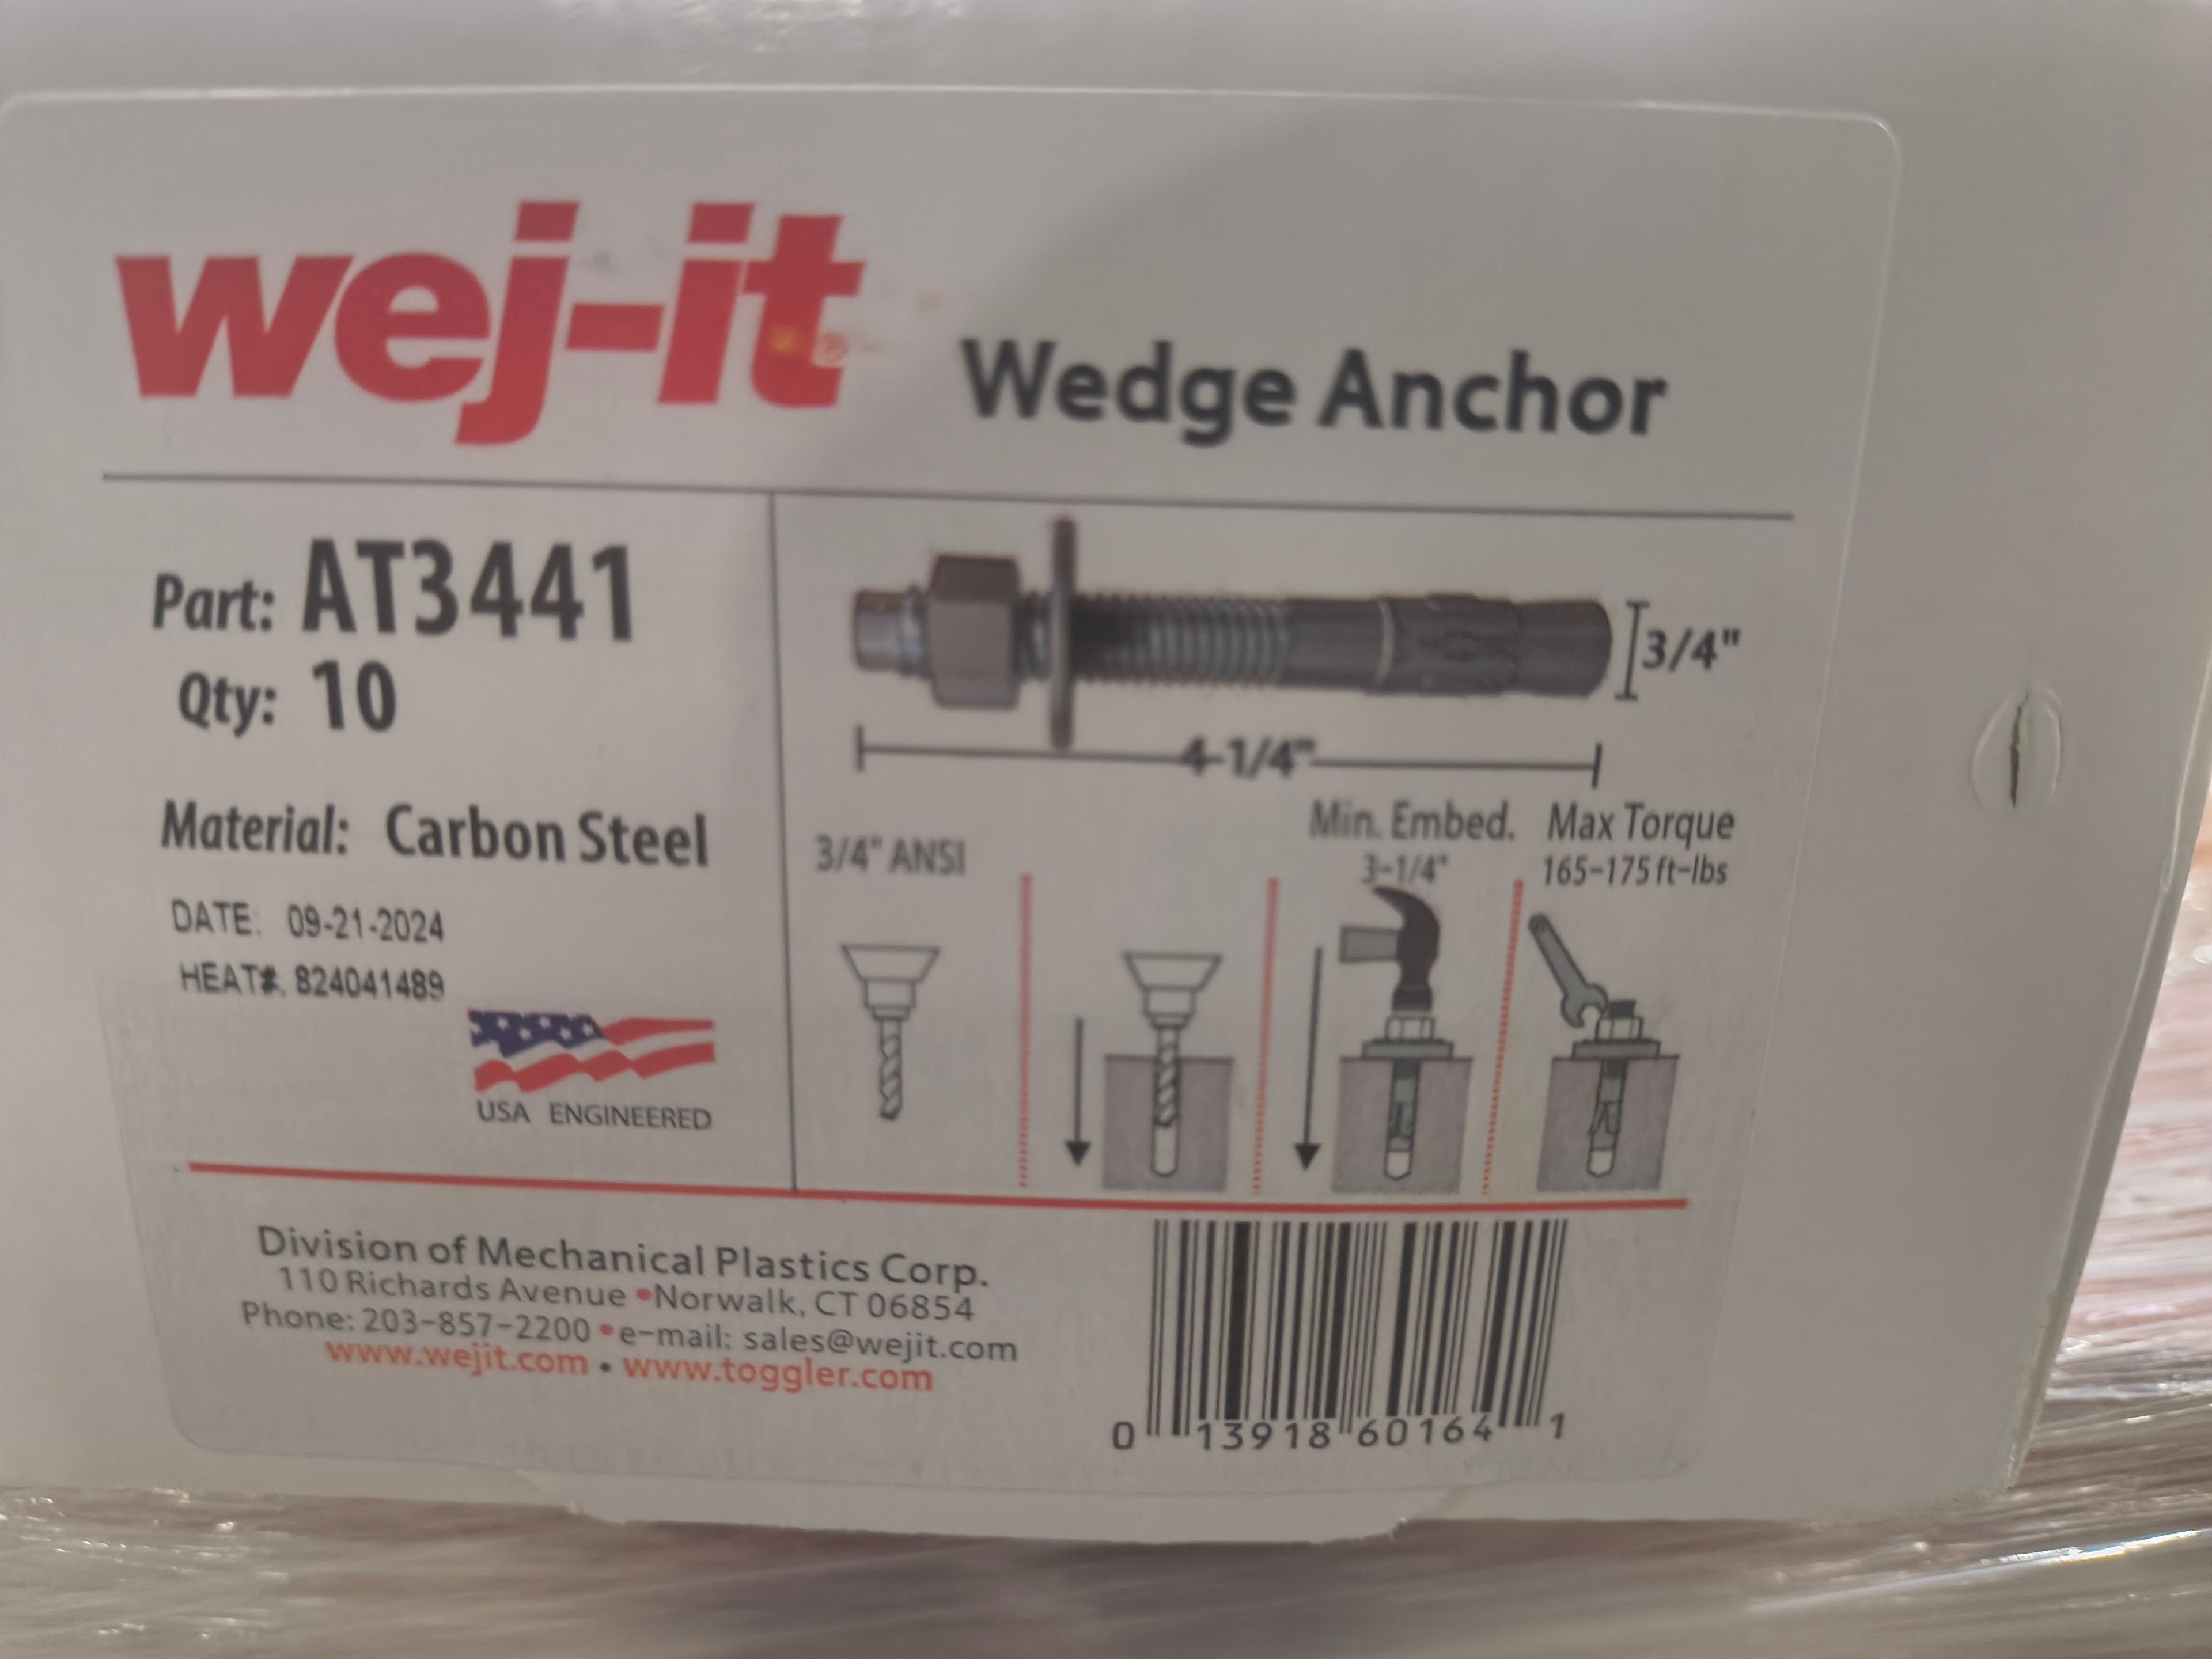 wej-it®
Wedge Anchor
Part: AT3441
Qty: 10
Material: Carbon Steel
DATE: 09-21-2024
HEAT#: 824041489
USA ENGINEERED
3/4"
4-1/4"
3/4" ANSI
Min. Embed.
3-1/4"
Max Torque
165-175 ft-lbs
Division of Mechanical Plastics Corp.
110 Richards Avenue • Norwalk, CT 06854
Phone: 203-857-2200 • e-mail: sales@wejit.com
www.wejit.com • www.toggler.com
0 13918 60164 1